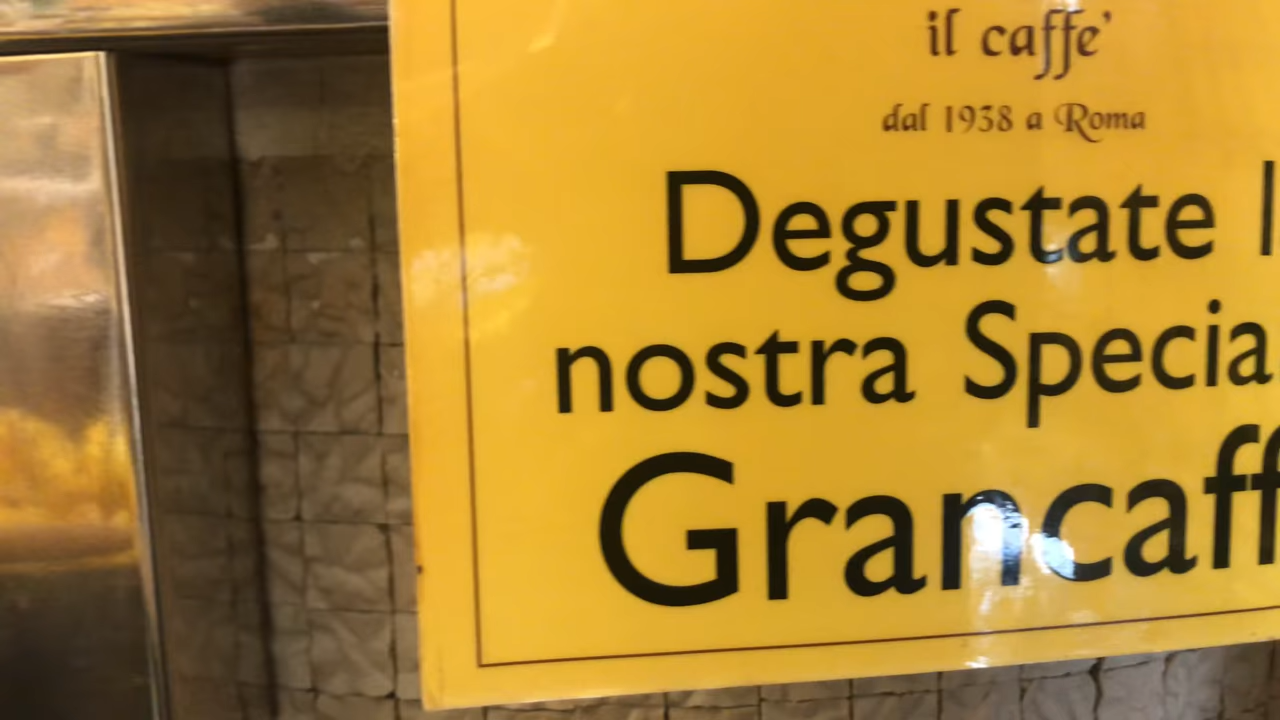 il caffe'
dal 1938 a Roma
Degustate l
nostra Specia
Grancaff